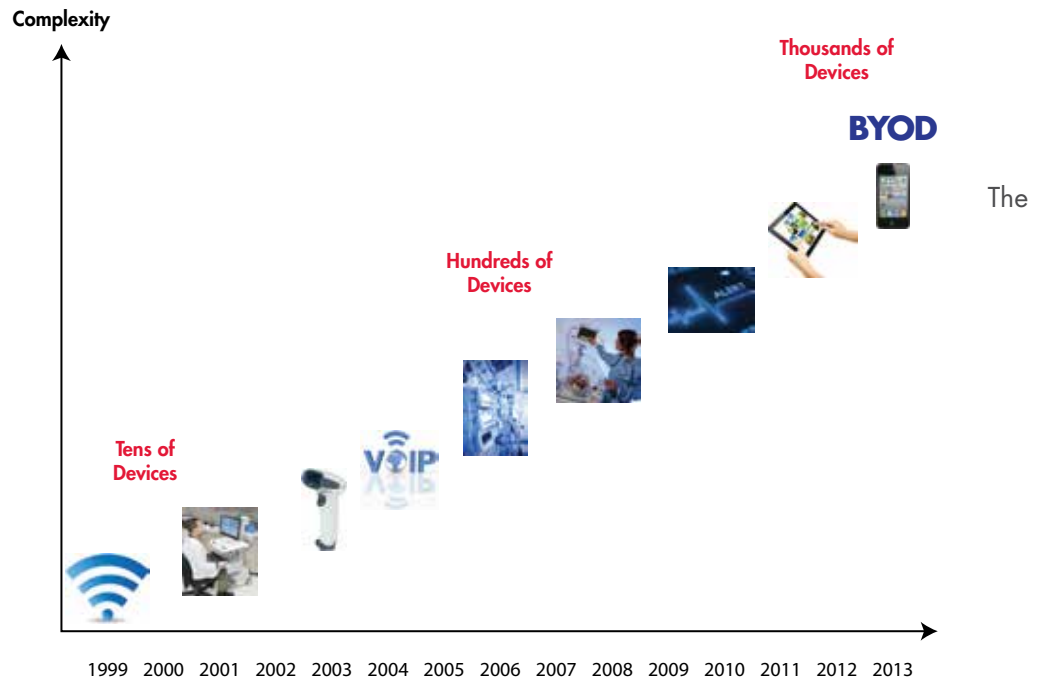 Complexity
Thousands of
Devices
BYOD
The
Hundreds of
Devices
ALERT
Tens of
Devices
VOIP
1999 2000 2001 2002 2003 2004 2005 2006 2007 2008 2009 2010 2011 2012 2013